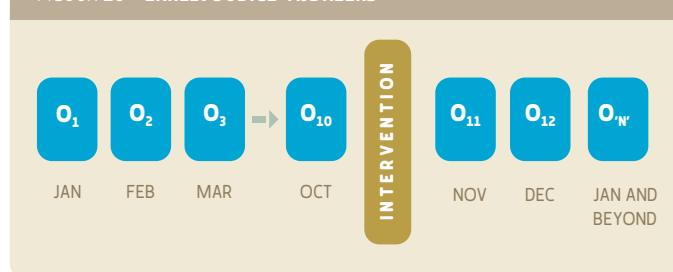 O1 O2 O3 O10 INTERVENTION O11 O12 O'N'
JAN FEB MAR OCT NOV DEC JAN AND
BEYOND